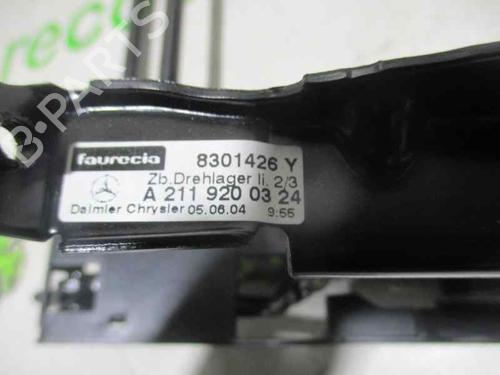 faurecia 8301426 Y
Zb.Drehlager li. 2/3
A 211 920 03 24
Daimler Chrysler 05.06.04 9:55
B-PARTS